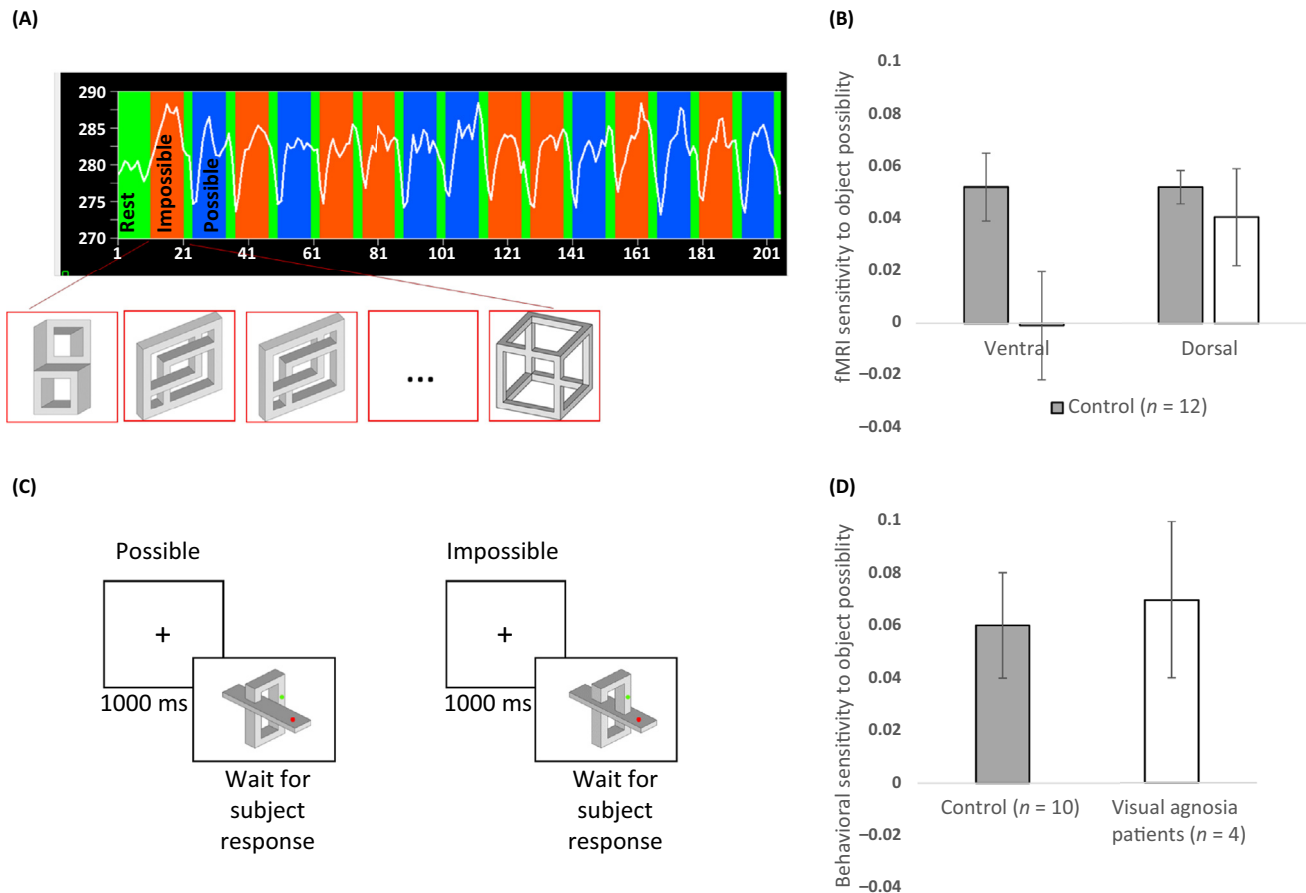 (A)
290
285
280
275
270
Rest
Impossible
Possible
1 21 41 61 81 101 121 141 161 181 201
...
(B)
fMRI sensitivity to object possiblity
0.1
0.08
0.06
0.04
0.02
0
–0.02
–0.04
Ventral Dorsal
Control (n = 12)
(C)
Possible
+
1000 ms
Wait for
subject
response
Impossible
+
1000 ms
Wait for
subject
response
(D)
Behavioral sensitivity to object possiblity
0.1
0.08
0.06
0.04
0.02
0
–0.02
–0.04
Control (n = 10)
Visual agnosia
patients (n = 4)